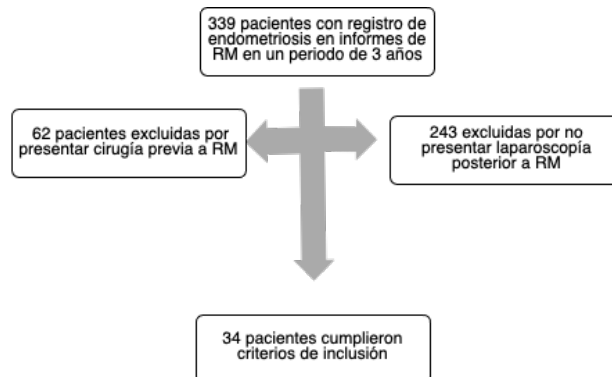 339 pacientes con registro de
endometriosis en informes de
RM en un periodo de 3 años
62 pacientes excluidas por
presentar cirugía previa a RM
243 excluidas por no
presentar laparoscopía
posterior a RM
34 pacientes cumplieron
criterios de inclusión